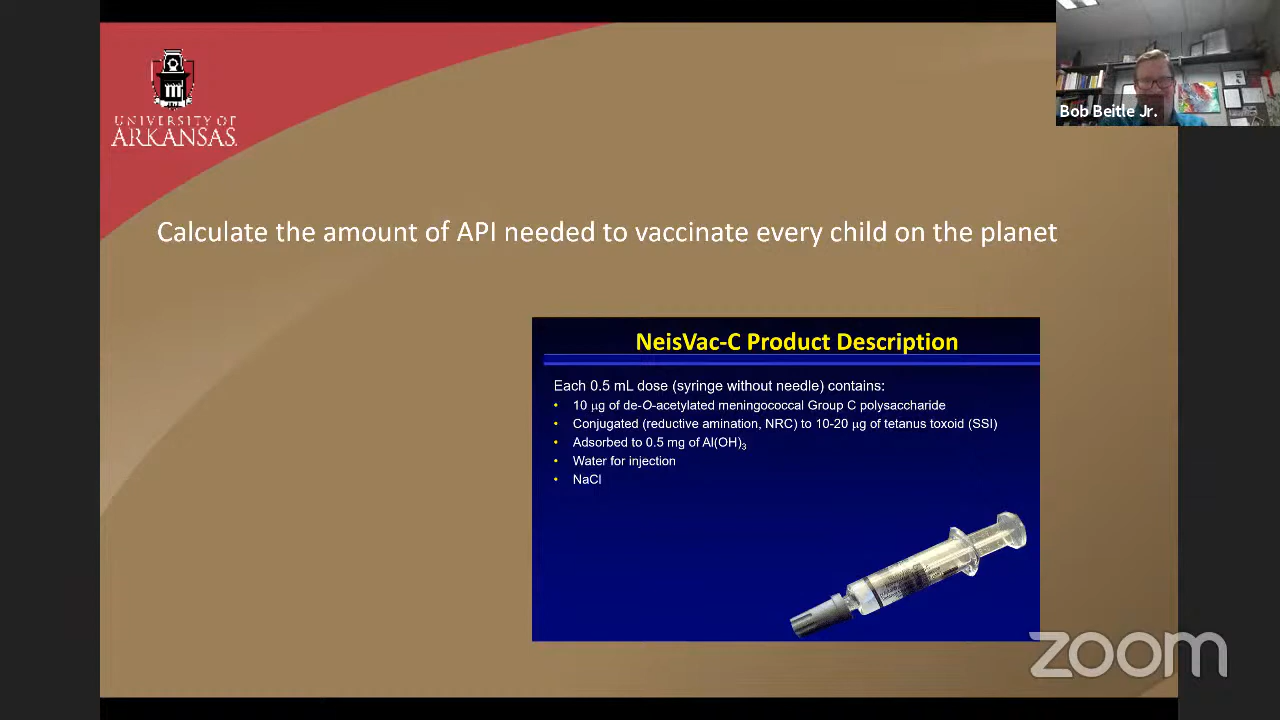 UNIVERSITY OF
ARKANSAS.
Bob Beitle Jr.
Calculate the amount of API needed to vaccinate every child on the planet
NeisVac-C Product Description
Each 0.5 mL dose (syringe without needle) contains:
• 10 µg of de-O-acetylated meningococcal Group C polysaccharide
• Conjugated (reductive amination, NRC) to 10-20 µg of tetanus toxoid (SSI)
• Adsorbed to 0.5 mg of Al(OH)₃
• Water for injection
• NaCl
zoom